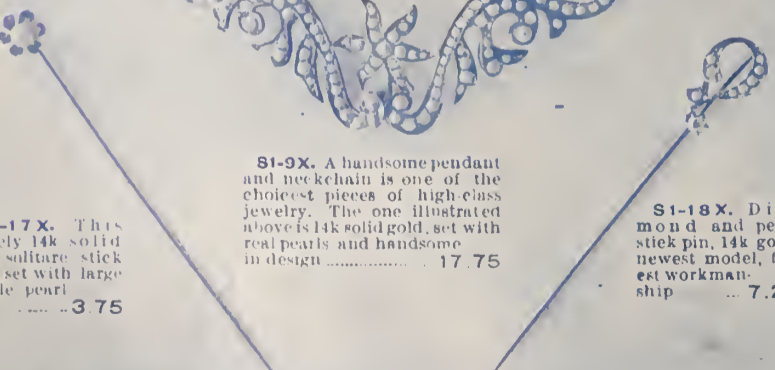 S1-9X. A handsome pendant
and neckchain is one of the
choicest pieces of high-class
jewelry. The one illustrated
above is 14k solid gold, set with
real pearls and handsome
in design ................ . 17.75
-17X. This
ely 14k solid
solitare stick
set with large
le pearl
..... ..3.75
S1-18X. Di
mond and pe
stick pin, 14k go
newest model, f
est workman-
ship ... 7.2